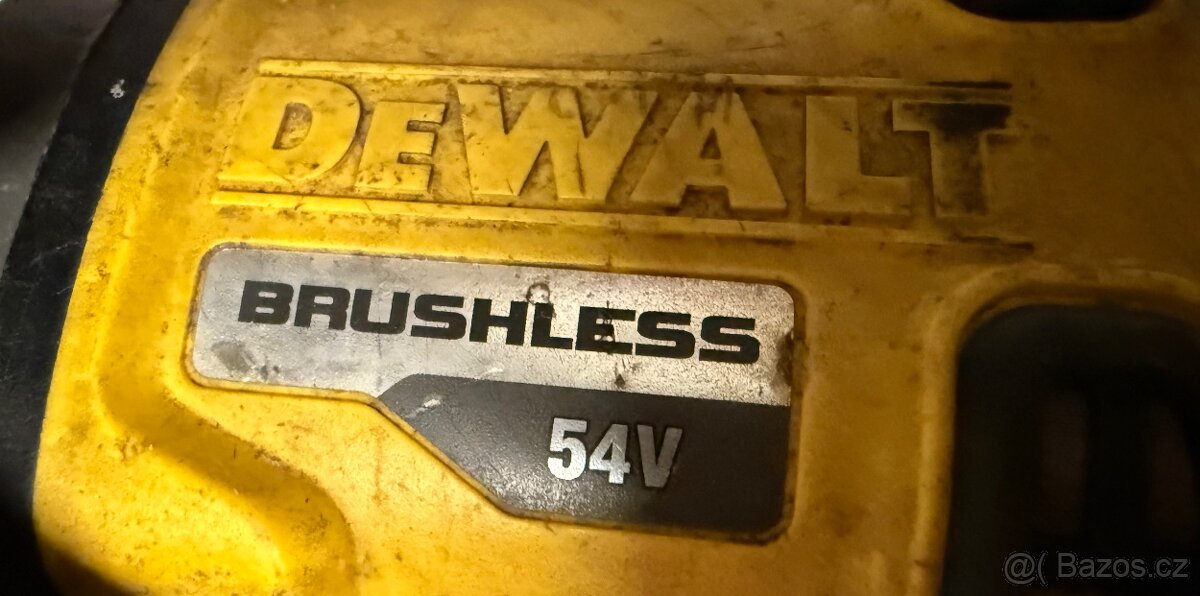 DEWALT
BRUSHLESS
54V
@( Bazos.cz